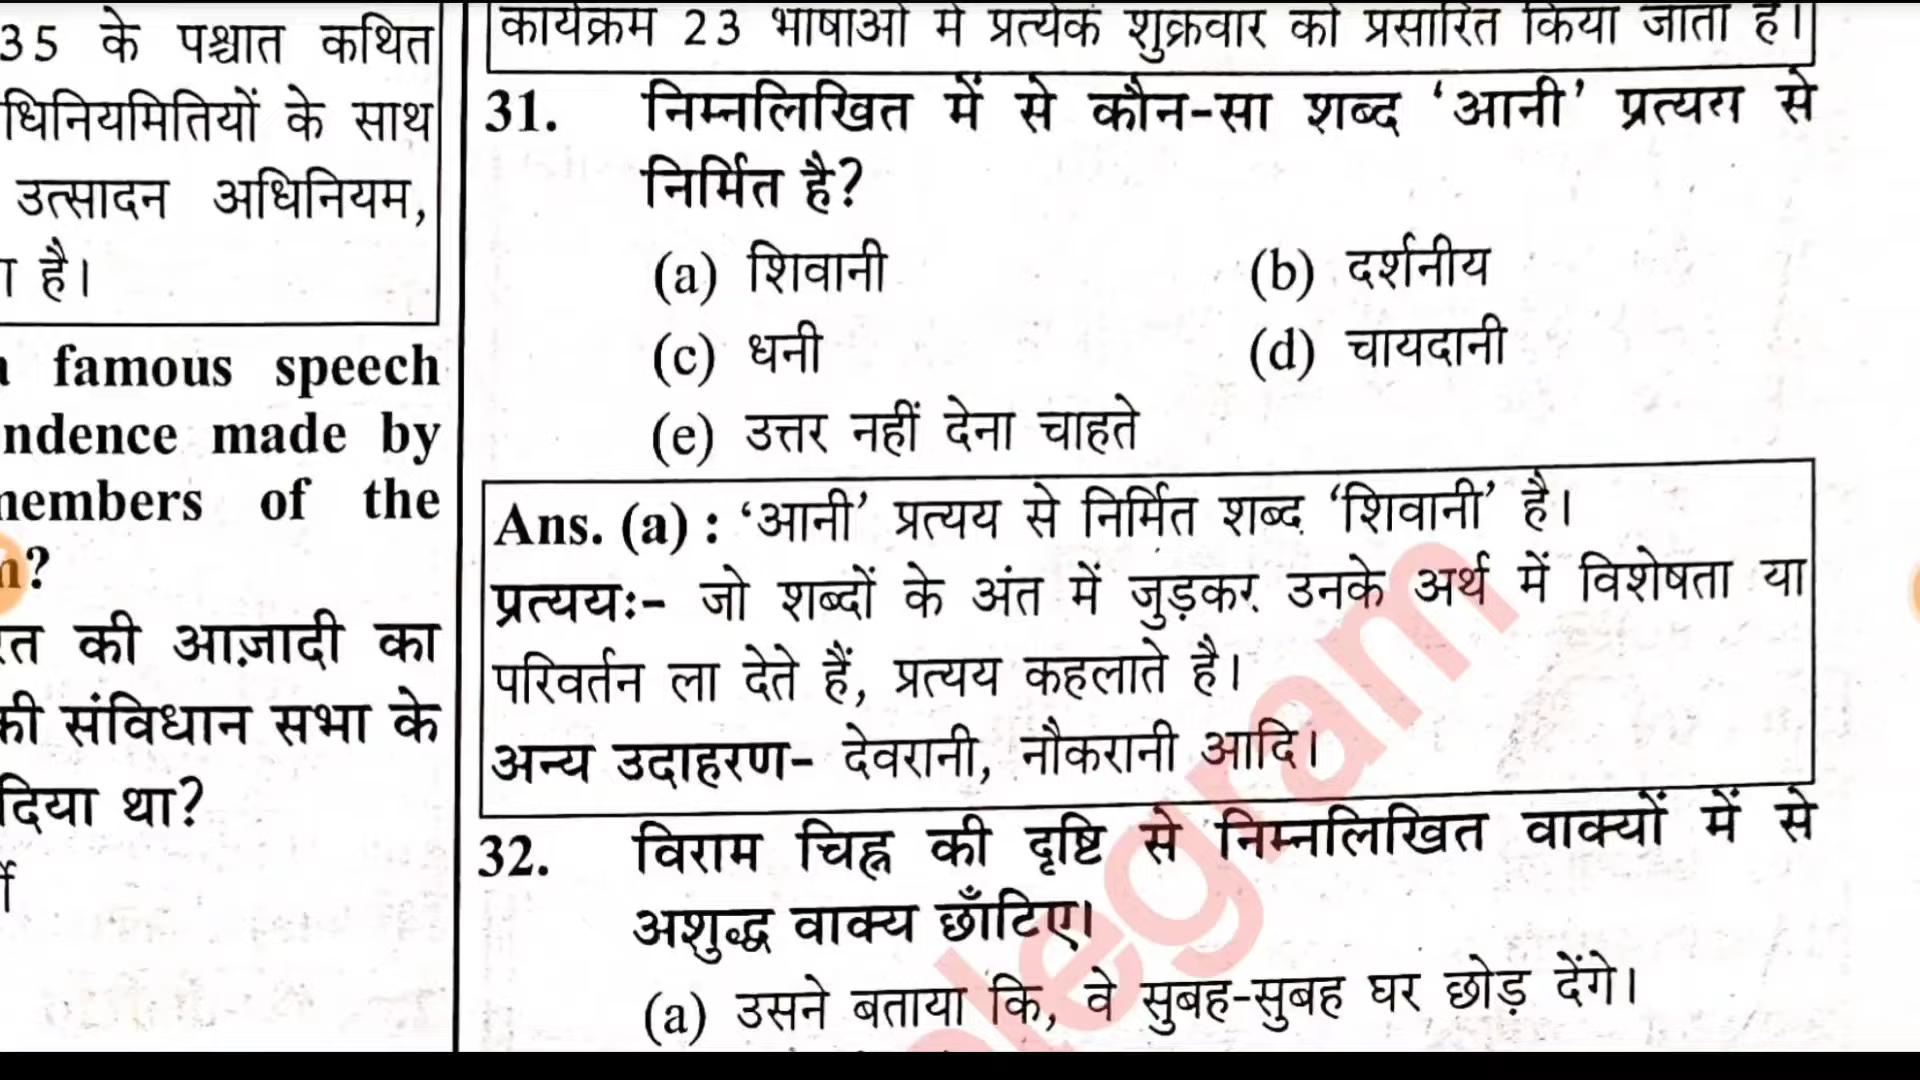 35 के पश्चात कथित
धिनियमितियों के साथ
उत्सादन अधिनियम,
है।
famous speech
ndence made by
members of the
?
की आज़ादी का
की संविधान सभा के
दिया था?
कार्यक्रम 23 भाषाओं में प्रत्येक शुक्रवार को प्रसारित किया जाता है।
31. निम्नलिखित में से कौन-सा शब्द ‘आनी’ प्रत्यय से
निर्मित है?
(a) शिवानी (b) दर्शनीय
(c) धनी (d) चायदानी
(e) उत्तर नहीं देना चाहते
Ans. (a) : ‘आनी’ प्रत्यय से निर्मित शब्द ‘शिवानी’ है।
प्रत्ययः- जो शब्दों के अंत में जुड़कर उनके अर्थ में विशेषता या
परिवर्तन ला देते हैं, प्रत्यय कहलाते है।
अन्य उदाहरण- देवरानी, नौकरानी आदि।
32. विराम चिह्न की दृष्टि से निम्नलिखित वाक्यों में से
अशुद्ध वाक्य छाँटिए।
(a) उसने बताया कि, वे सुबह-सुबह घर छोड़ देंगे।
legram